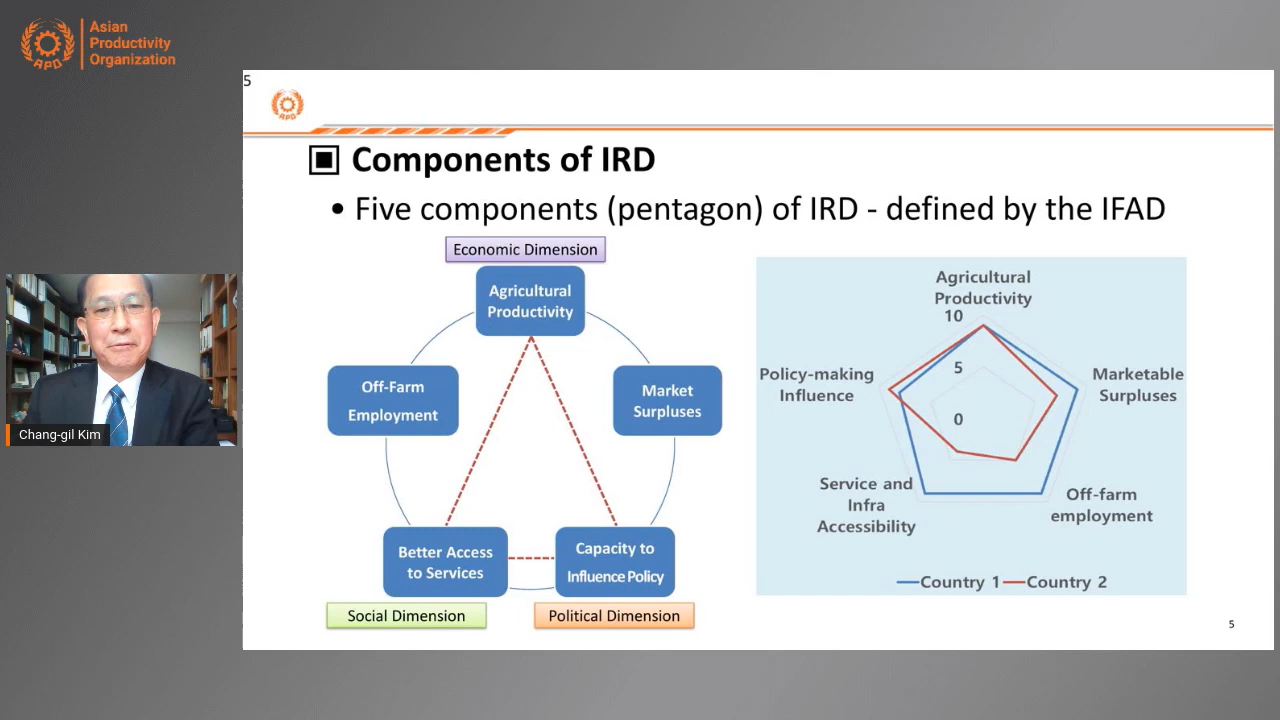 Asian
Productivity
Organization
APO
5
APO
Components of IRD
• Five components (pentagon) of IRD - defined by the IFAD
Economic Dimension
Agricultural
Productivity
Off-Farm
Employment
Market
Surpluses
Better Access
to Services
Capacity to
Influence Policy
Social Dimension
Political Dimension
Agricultural
Productivity
10
5
0
Policy-making
Influence
Marketable
Surpluses
Service and
Infra
Accessibility
Off-farm
employment
Country 1
Country 2
5
Chang-gil Kim